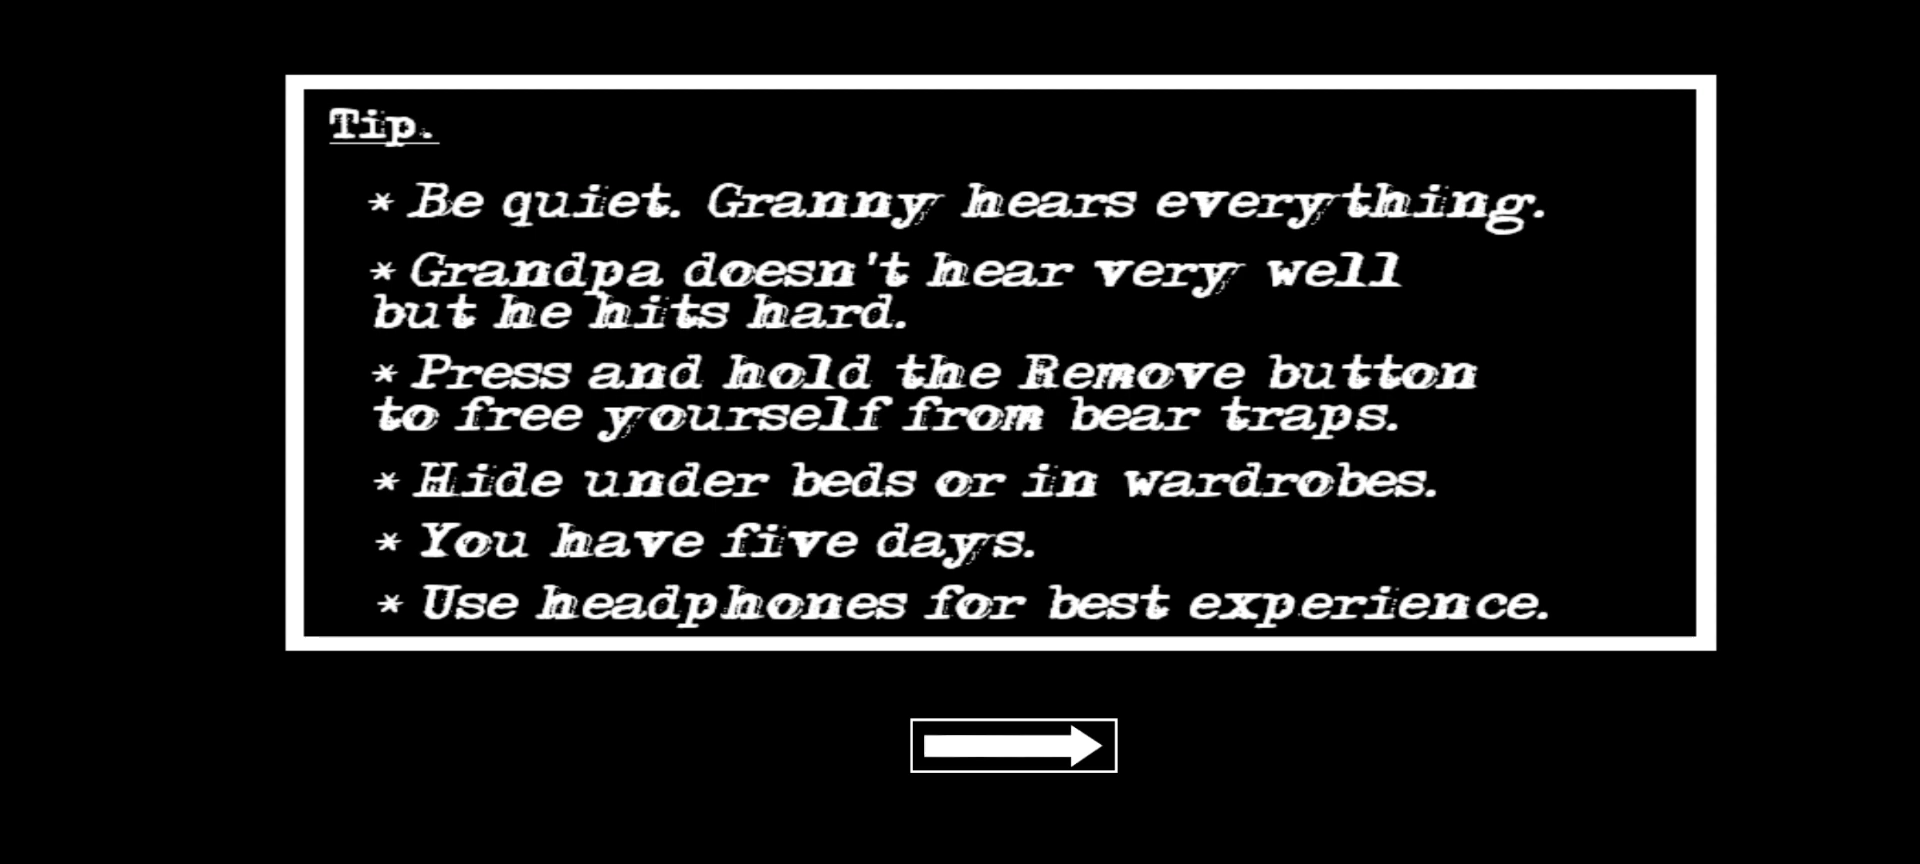 Tip.
* Be quiet. Granny hears everything.
* Grandpa doesn't hear very well
but he hits hard.
* Press and hold the Remove button
to free yourself from bear traps.
* Hide under beds or in wardrobes.
* You have five days.
* Use headphones for best experience.